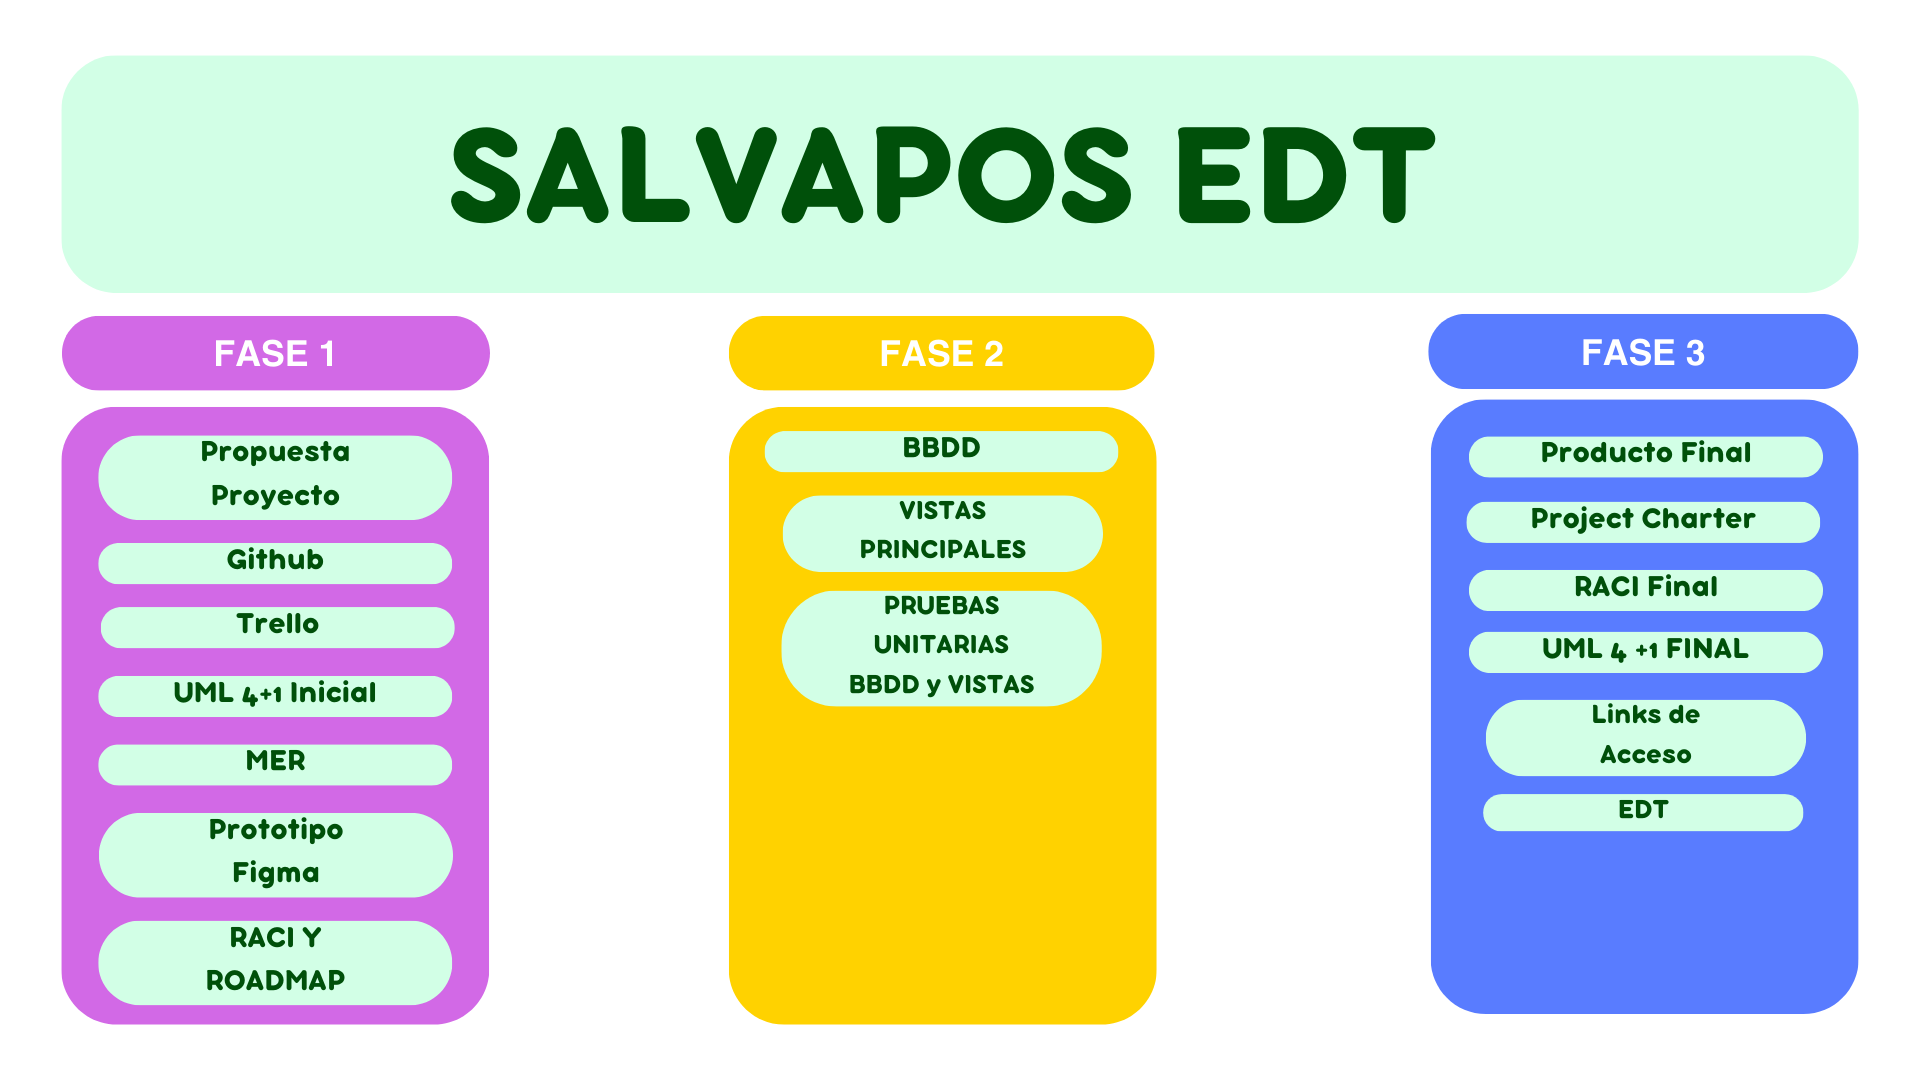 SALVAPOS EDT
FASE 1
Propuesta
Proyecto
Github
Trello
UML 4+1 Inicial
MER
Prototipo
Figma
RACI Y
ROADMAP
FASE 2
BBDD
VISTAS
PRINCIPALES
PRUEBAS
UNITARIAS
BBDD y VISTAS
FASE 3
Producto Final
Project Charter
RACI Final
UML 4 +1 FINAL
Links de
Acceso
EDT